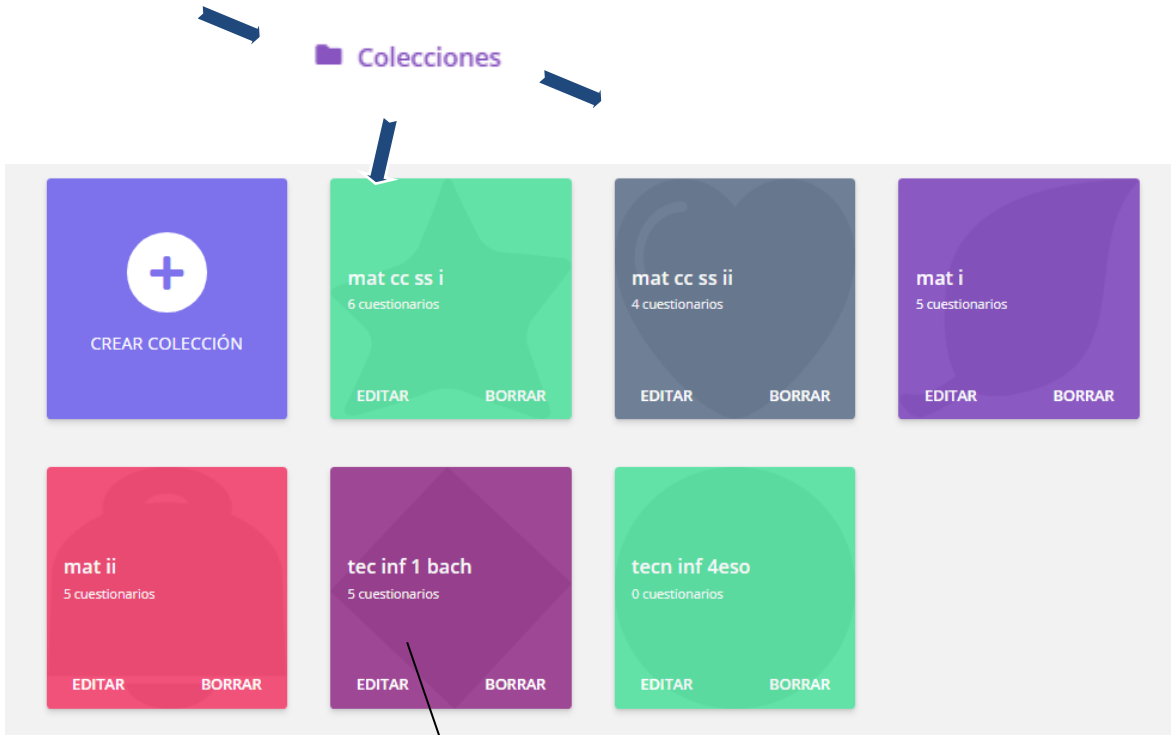 Colecciones
CREAR COLECCIÓN
mat cc ss i
6 cuestionarios
EDITAR BORRAR
mat cc ss ii
4 cuestionarios
EDITAR BORRAR
mat i
5 cuestionarios
EDITAR BORRAR
mat ii
5 cuestionarios
EDITAR BORRAR
tec inf 1 bach
5 cuestionarios
EDITAR BORRAR
tecn inf 4eso
0 cuestionarios
EDITAR BORRAR